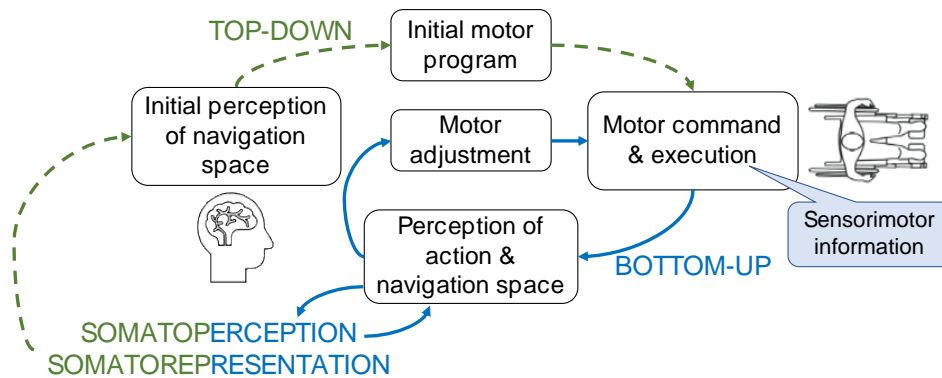 TOP-DOWN
Initial motor
program
Initial perception
of navigation
space
Motor
adjustment
Motor command
& execution
Sensorimotor
information
Perception of
action &
navigation space
BOTTOM-UP
SOMATOPERCEPTION
SOMATOREPRESENTATION